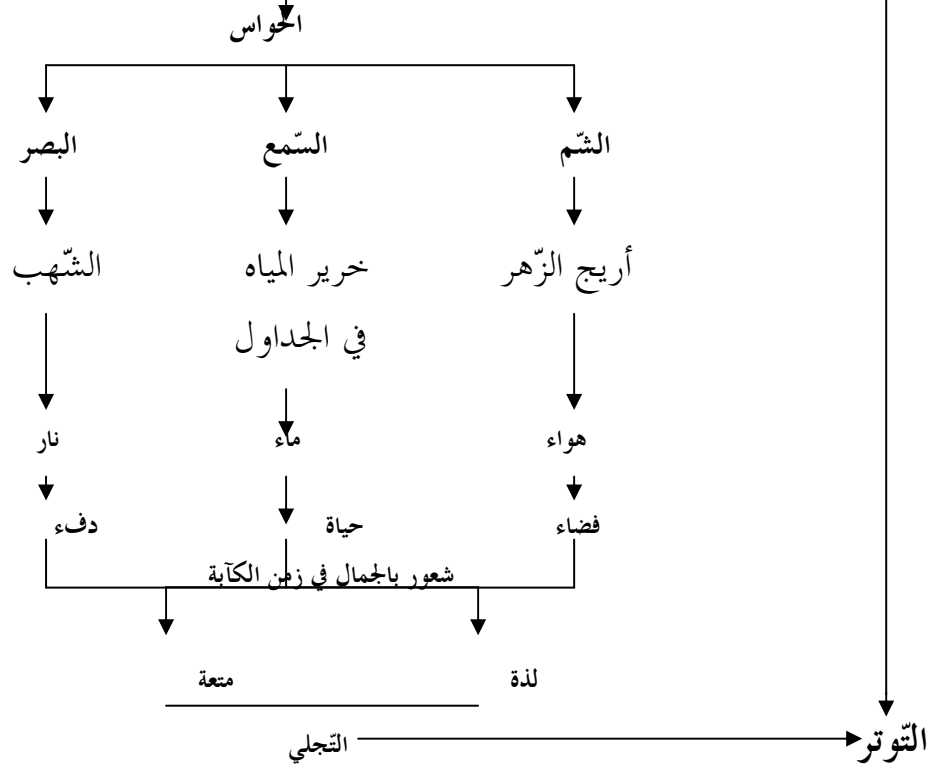 الحواس
الشّم
السّمع
البصر
أريج الزّهر
خرير المياه
في الجداول
الشّهب
هواء
ماء
نار
فضاء
حياة
دفء
شعور بالجمال في زمن الكآبة
لذة
متعة
التّوتر
التّجلي